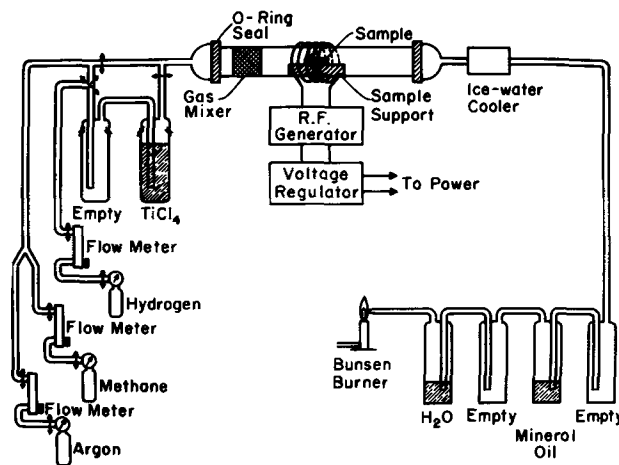 O-Ring
Seal
Gas
Mixer
Sample
Sample
Support
Ice-water
Cooler
R.F.
Generator
Voltage
Regulator
To Power
Empty
TiCl4
Flow Meter
Hydrogen
Flow Meter
Methane
Flow Meter
Argon
Bunsen
Burner
H2O
Empty
Mineral
Oil
Empty